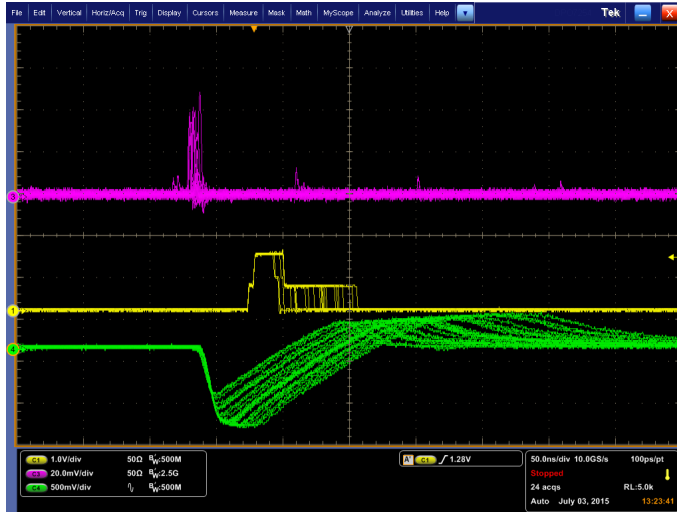 File Edit Vertical Horiz/Acq Trig Display Cursors Measure Mask Math MyScope Analyze Utilities Help Tek X
3
1
4
C1 1.0V/div 50Ω BW:500M
C3 20.0mV/div 50Ω BW:2.5G
C4 500mV/div BW:500M
A' C1 1.28V
50.0ns/div 10.0GS/s 100ps/pt
Stopped
24 acqs RL:5.0k
Auto July 03, 2015 13:23:41